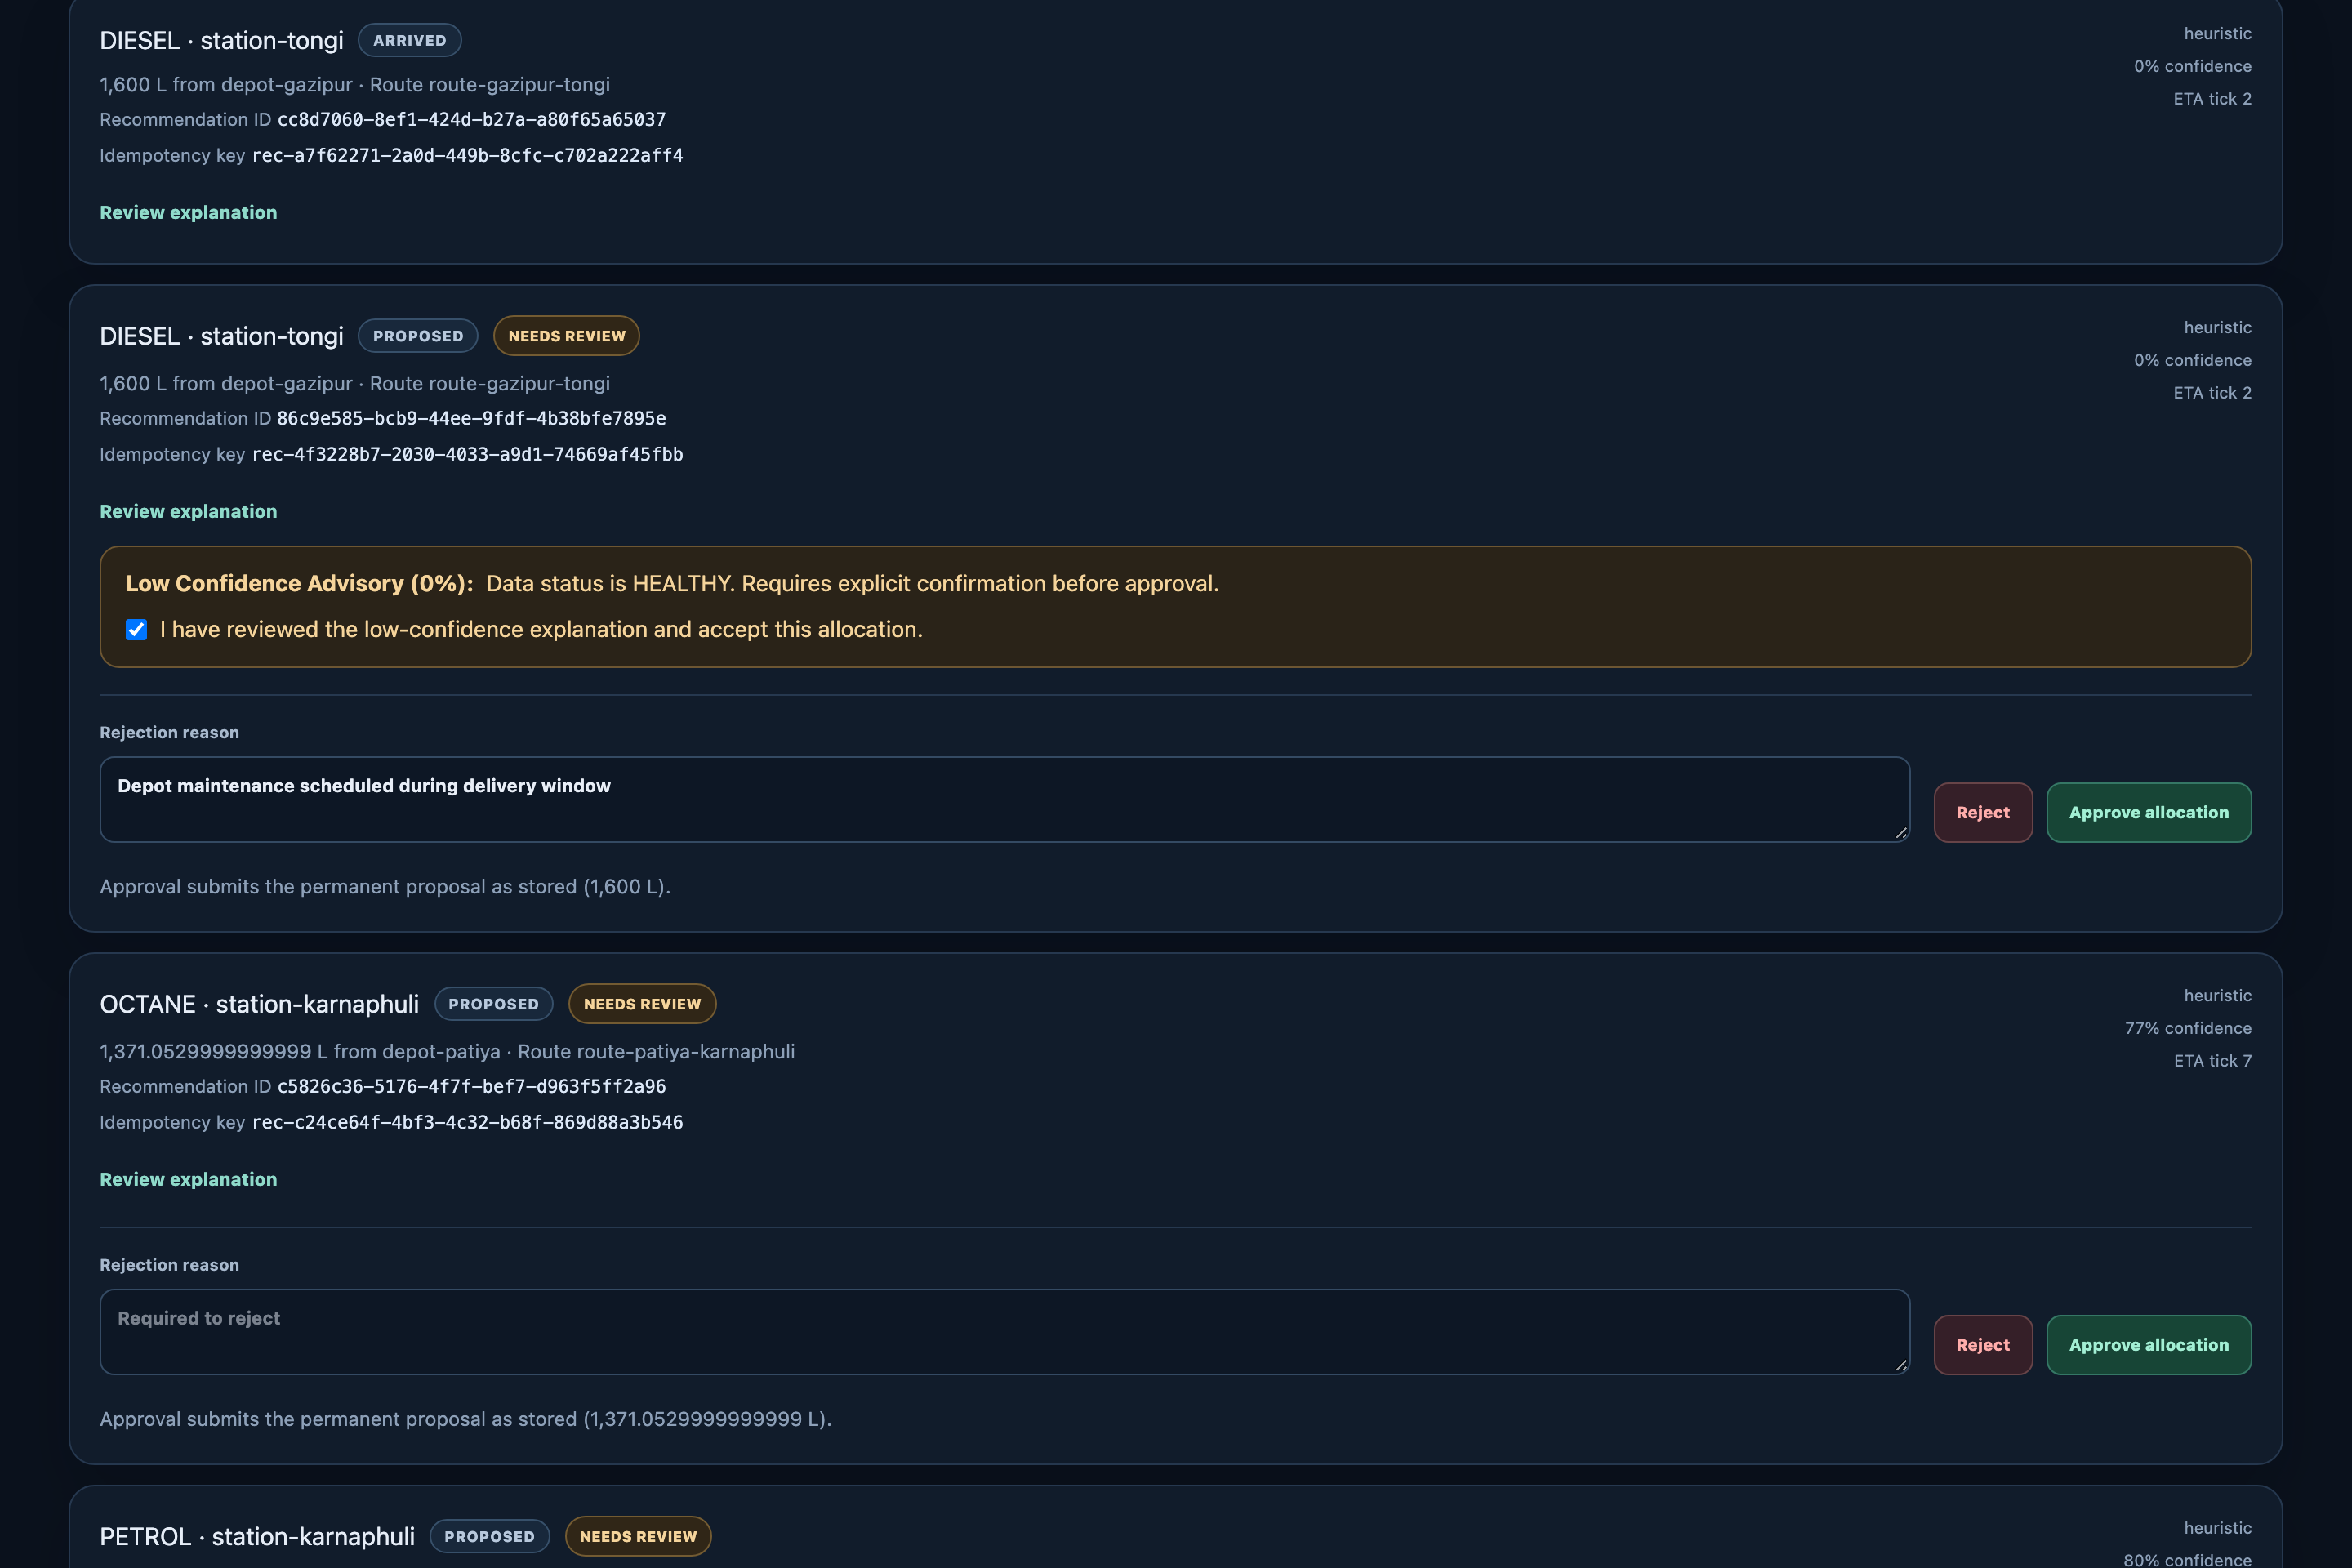 DIESEL · station-tongi ARRIVED heuristic
0% confidence
1,600 L from depot-gazipur · Route route-gazipur-tongi
ETA tick 2
Recommendation ID cc8d7060-8ef1-424d-b27a-a80f65a65037
Idempotency key rec-a7f62271-2a0d-449b-8cfc-c702a222aff4
Review explanation
DIESEL · station-tongi PROPOSED NEEDS REVIEW heuristic
0% confidence
1,600 L from depot-gazipur · Route route-gazipur-tongi
ETA tick 2
Recommendation ID 86c9e585-bcb9-44ee-9fdf-4b38bfe7895e
Idempotency key rec-4f3228b7-2030-4033-a9d1-74669af45fbb
Review explanation
Low Confidence Advisory (0%): Data status is HEALTHY. Requires explicit confirmation before approval.
I have reviewed the low-confidence explanation and accept this allocation.
Rejection reason
Depot maintenance scheduled during delivery window
Reject Approve allocation
Approval submits the permanent proposal as stored (1,600 L).
OCTANE · station-karnaphuli PROPOSED NEEDS REVIEW heuristic
77% confidence
1,371.0529999999999 L from depot-patiya · Route route-patiya-karnaphuli
ETA tick 7
Recommendation ID c5826c36-5176-4f7f-bef7-d963f5ff2a96
Idempotency key rec-c24ce64f-4bf3-4c32-b68f-869d88a3b546
Review explanation
Rejection reason
Required to reject
Reject Approve allocation
Approval submits the permanent proposal as stored (1,371.0529999999999 L).
PETROL · station-karnaphuli PROPOSED NEEDS REVIEW heuristic
80% confidence